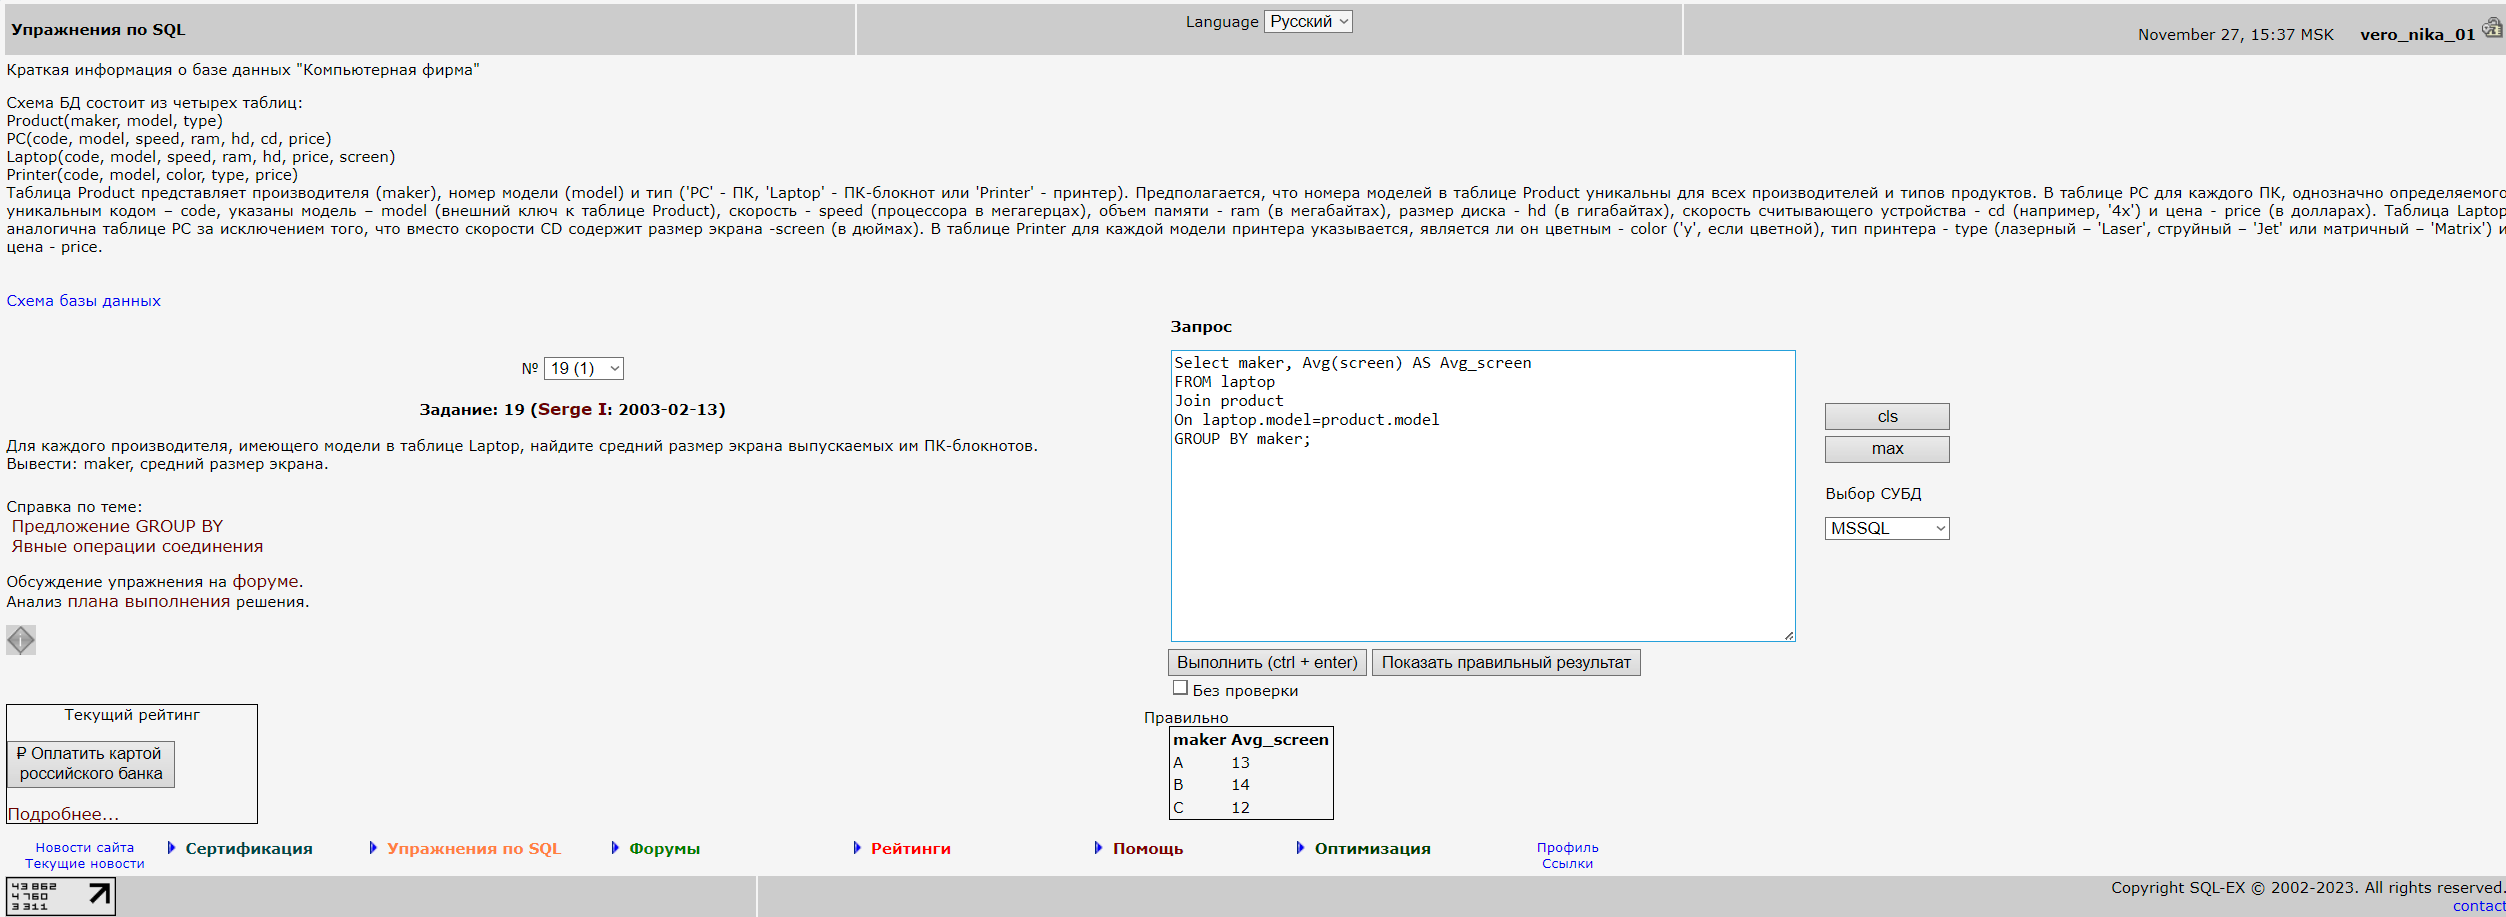 Упражнения по SQL
Language Русский
November 27, 15:37 MSK vero_nika_01
Краткая информация о базе данных "Компьютерная фирма"
Схема БД состоит из четырех таблиц:
Product(maker, model, type)
PC(code, model, speed, ram, hd, cd, price)
Laptop(code, model, speed, ram, hd, price, screen)
Printer(code, model, color, type, price)
Таблица Product представляет производителя (maker), номер модели (model) и тип ('PC' - ПК, 'Laptop' - ПК-блокнот или 'Printer' - принтер). Предполагается, что номера моделей в таблице Product уникальны для всех производителей и типов продуктов. В таблице PC для каждого ПК, однозначно определяемого
уникальным кодом – code, указаны модель – model (внешний ключ к таблице Product), скорость - speed (процессора в мегагерцах), объем памяти - ram (в мегабайтах), размер диска - hd (в гигабайтах), скорость считывающего устройства - cd (например, '4x') и цена - price (в долларах). Таблица Laptop
аналогична таблице PC за исключением того, что вместо скорости CD содержит размер экрана -screen (в дюймах). В таблице Printer для каждой модели принтера указывается, является ли он цветным - color ('y', если цветной), тип принтера - type (лазерный – 'Laser', струйный – 'Jet' или матричный – 'Matrix') и
цена - price.
Схема базы данных
№ 19 (1)
Задание: 19 (Serge I: 2003-02-13)
Для каждого производителя, имеющего модели в таблице Laptop, найдите средний размер экрана выпускаемых им ПК-блокнотов.
Вывести: maker, средний размер экрана.
Справка по теме:
Предложение GROUP BY
Явные операции соединения
Обсуждение упражнения на форуме.
Анализ плана выполнения решения.
Текущий рейтинг
₽ Оплатить картой
российского банка
Подробнее...
Запрос
Select maker, Avg(screen) AS Avg_screen
FROM laptop
Join product
On laptop.model=product.model
GROUP BY maker;
cls
max
Выбор СУБД
MSSQL
Выполнить (ctrl + enter) Показать правильный результат
Без проверки
Правильно
maker Avg_screen
A 13
B 14
C 12
Новости сайта
Текущие новости
Сертификация
Упражнения по SQL
Форумы
Рейтинги
Помощь
Оптимизация
Профиль
Ссылки
43 862
4 760
3 311
Copyright SQL-EX © 2002-2023. All rights reserved.
contact